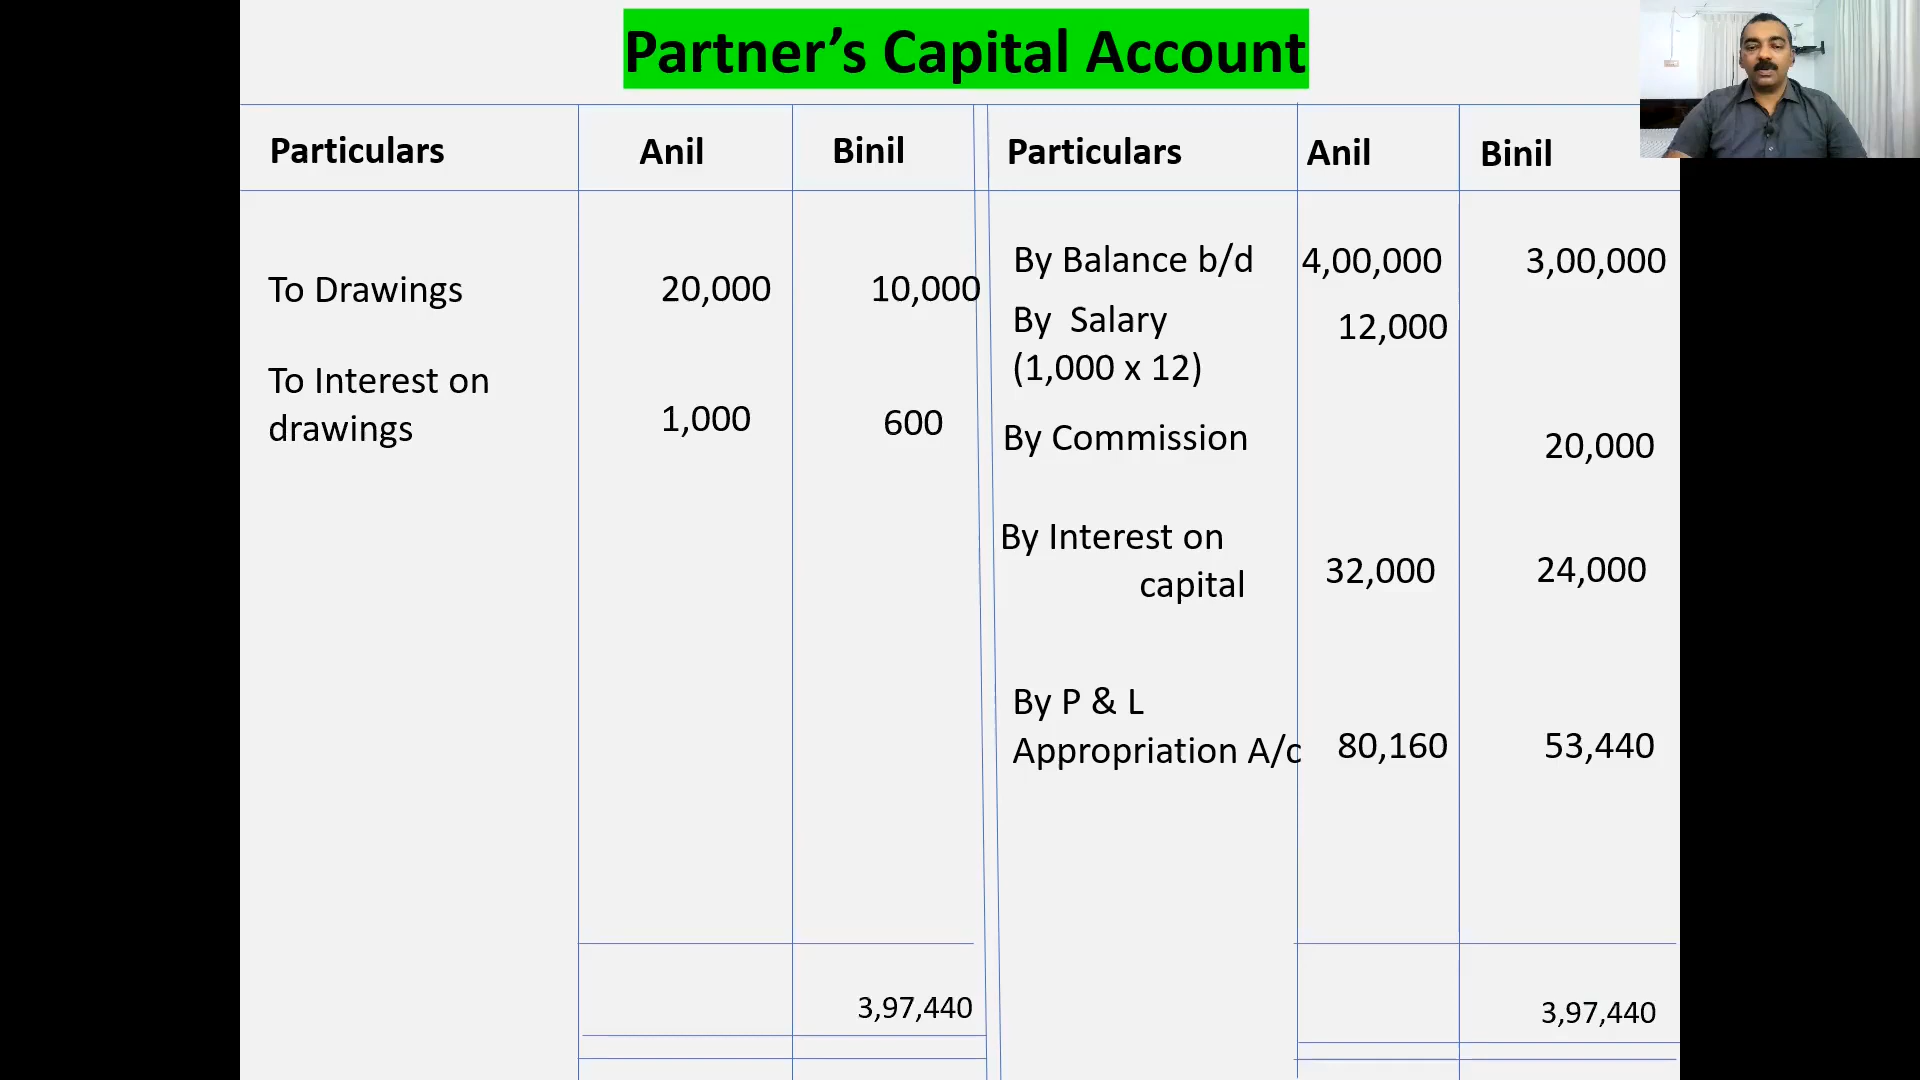 Partner’s Capital Account
Particulars Anil Binil Particulars Anil Binil
To Drawings 20,000 10,000
To Interest on
drawings 1,000 600
By Balance b/d 4,00,000 3,00,000
By Salary 12,000
(1,000 x 12)
By Commission 20,000
By Interest on
capital 32,000 24,000
By P & L
Appropriation A/c 80,160 53,440
3,97,440 3,97,440